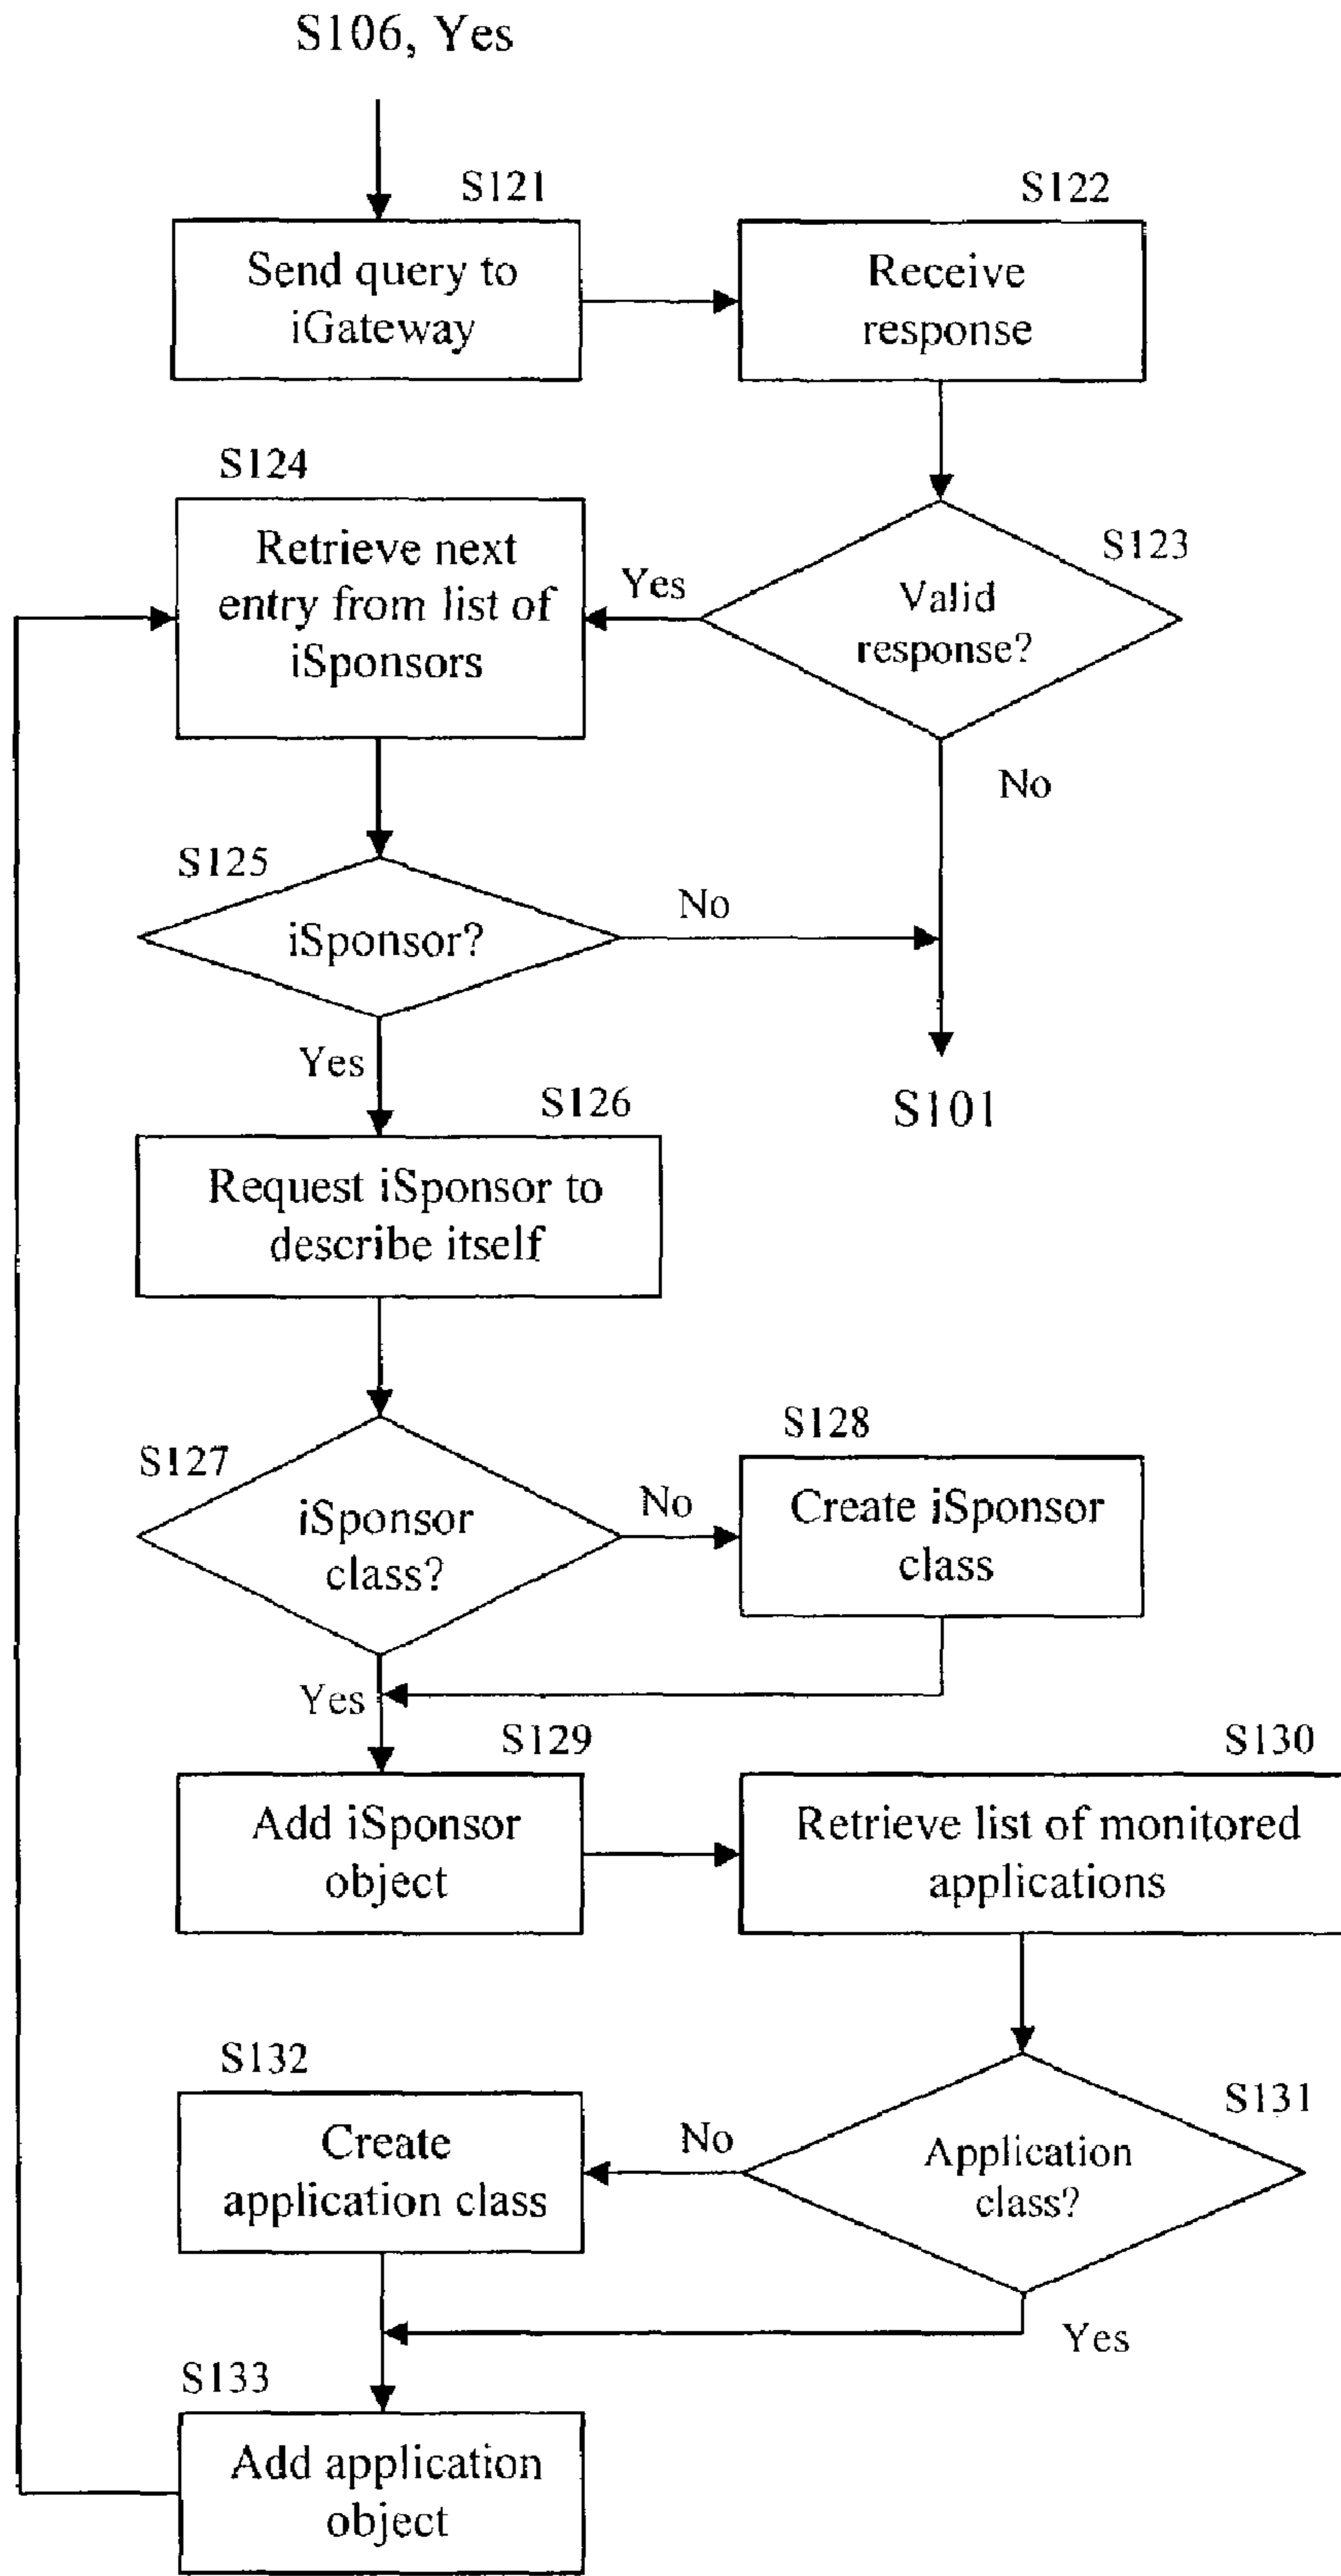 S106, Yes
S121
Send query to
iGateway
S122
Receive
response
S123
Valid
response?
Yes
No
S124
Retrieve next
entry from list of
iSponsors
S125
iSponsor?
No
Yes
S101
S126
Request iSponsor to
describe itself
S127
iSponsor
class?
No
Yes
S128
Create iSponsor
class
S129
Add iSponsor
object
S130
Retrieve list of monitored
applications
S131
Application
class?
No
Yes
S132
Create
application class
S133
Add application
object